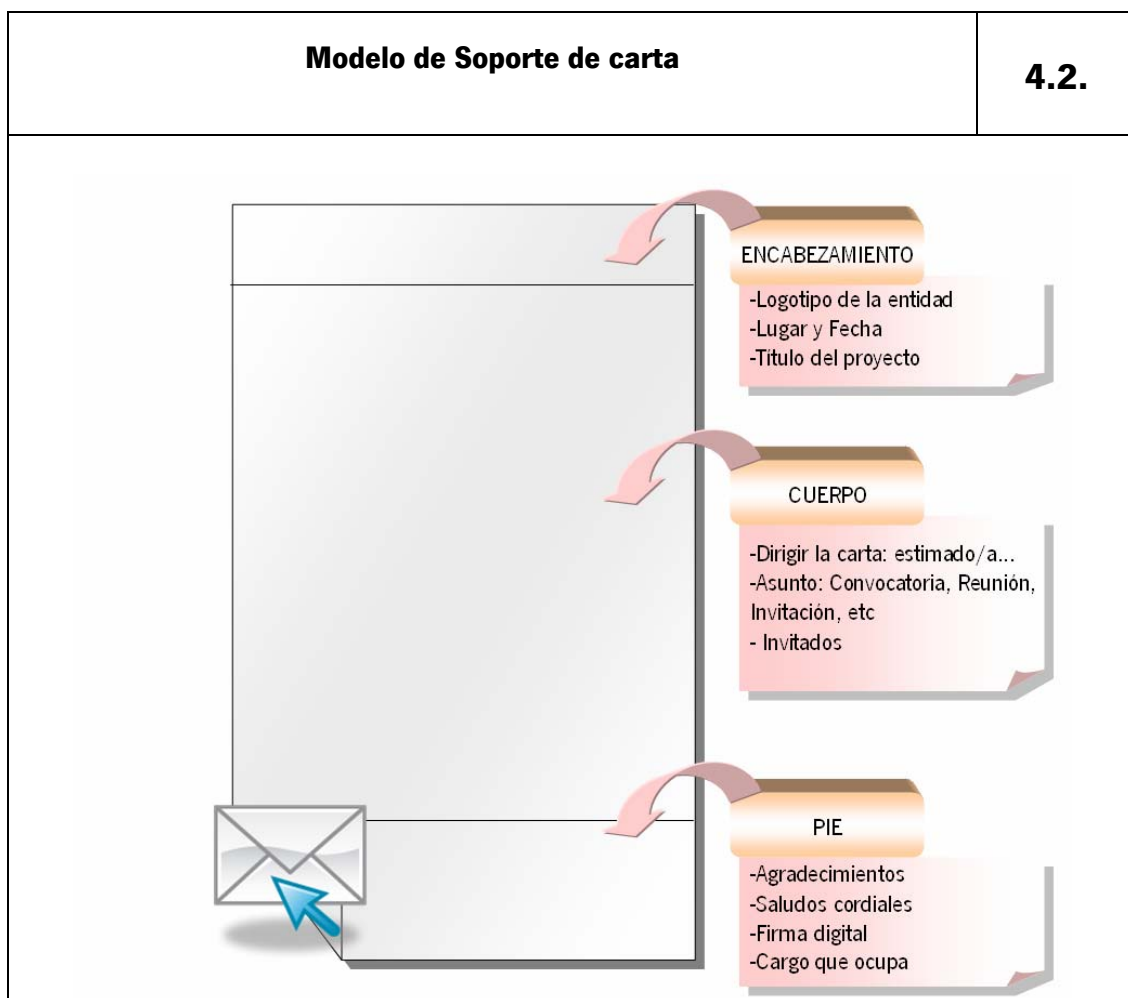 Modelo de Soporte de carta
4.2.
ENCABEZAMIENTO
-Logotipo de la entidad
-Lugar y Fecha
-Título del proyecto
CUERPO
-Dirigir la carta: estimado/a...
-Asunto: Convocatoria, Reunión,
Invitación, etc
- Invitados
PIE
-Agradecimientos
-Saludos cordiales
-Firma digital
-Cargo que ocupa